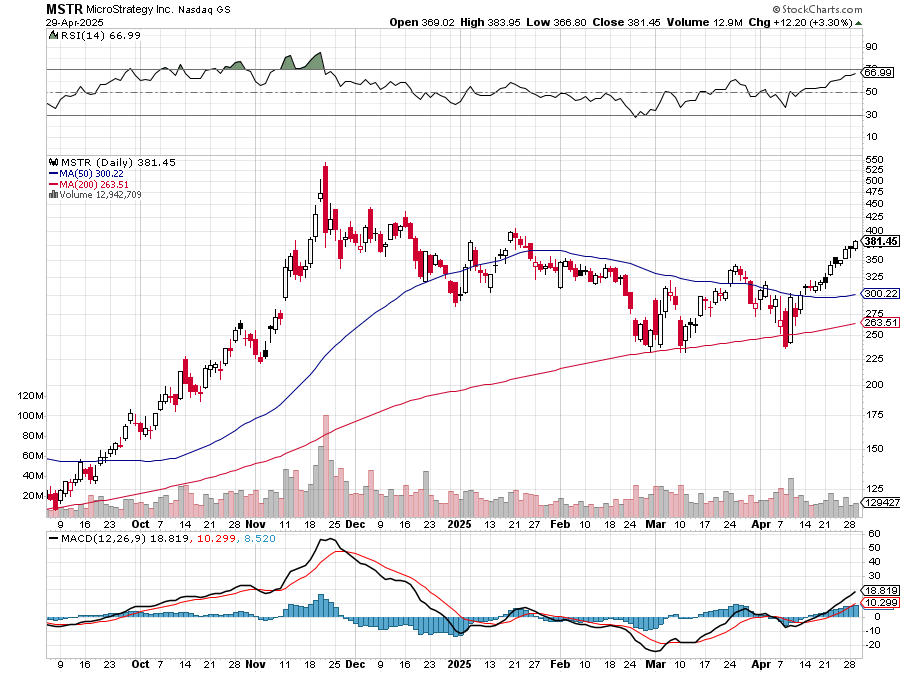 MSTR MicroStrategy Inc. Nasdaq GS
© StockCharts.com
29-Apr-2025
Open 369.02 High 383.95 Low 366.80 Close 381.45 Volume 12.9M Chg +12.20 (+3.30%)
RSI(14) 66.99
90
70
66.99
50
30
10
MSTR (Daily) 381.45
MA(50) 300.22
MA(200) 263.51
Volume 12,942,709
550
525
500
475
450
425
400
381.45
350
325
300.22
275
263.51
250
225
200
175
150
125
129427
120M
100M
80M
60M
40M
20M
9 16 23 Oct 7 14 21 28 Nov 11 18 25 Dec 9 16 23 2025 13 21 27 Feb 10 18 24 Mar 10 17 24 Apr 7 14 21 28
MACD(12,26,9) 18.819, 10.299, 8.520
60
50
40
30
18.819
10.299
0
-10
-20
9 16 23 Oct 7 14 21 28 Nov 11 18 25 Dec 9 16 23 2025 13 21 27 Feb 10 18 24 Mar 10 17 24 Apr 7 14 21 28